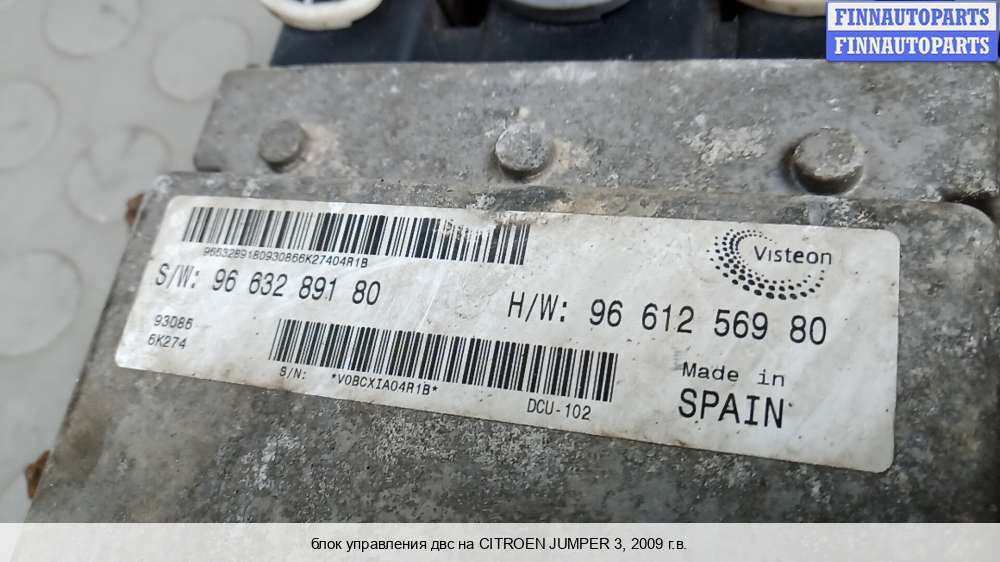 FINNAUTOPARTS
FINNAUTOPARTS
Visteon
9663289180930866K27404R1B
S/W: 96 632 891 80
H/W: 96 612 569 80
93086
6K274
S/N: *V0BCXIA04R1B*
DCU-102
Made in
SPAIN
блок управления двс на CITROEN JUMPER 3, 2009 г.в.